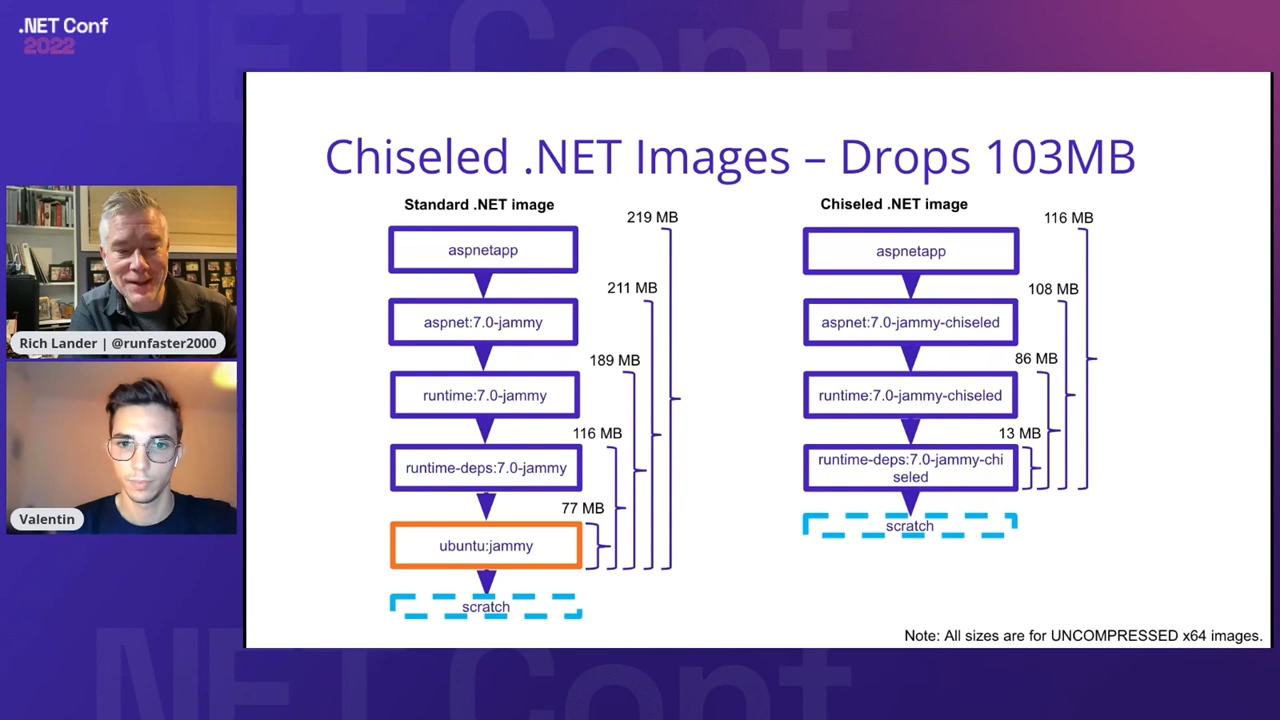 .NET Conf
2022
Chiseled .NET Images – Drops 103MB
Standard .NET image
219 MB
aspnetapp
211 MB
aspnet:7.0-jammy
189 MB
runtime:7.0-jammy
116 MB
runtime-deps:7.0-jammy
77 MB
ubuntu:jammy
scratch
Chiseled .NET image
116 MB
aspnetapp
108 MB
aspnet:7.0-jammy-chiseled
86 MB
runtime:7.0-jammy-chiseled
13 MB
runtime-deps:7.0-jammy-chi
seled
scratch
Note: All sizes are for UNCOMPRESSED x64 images.
Rich Lander | @runfaster2000
Valentin
.NET Conf
.NET Conf